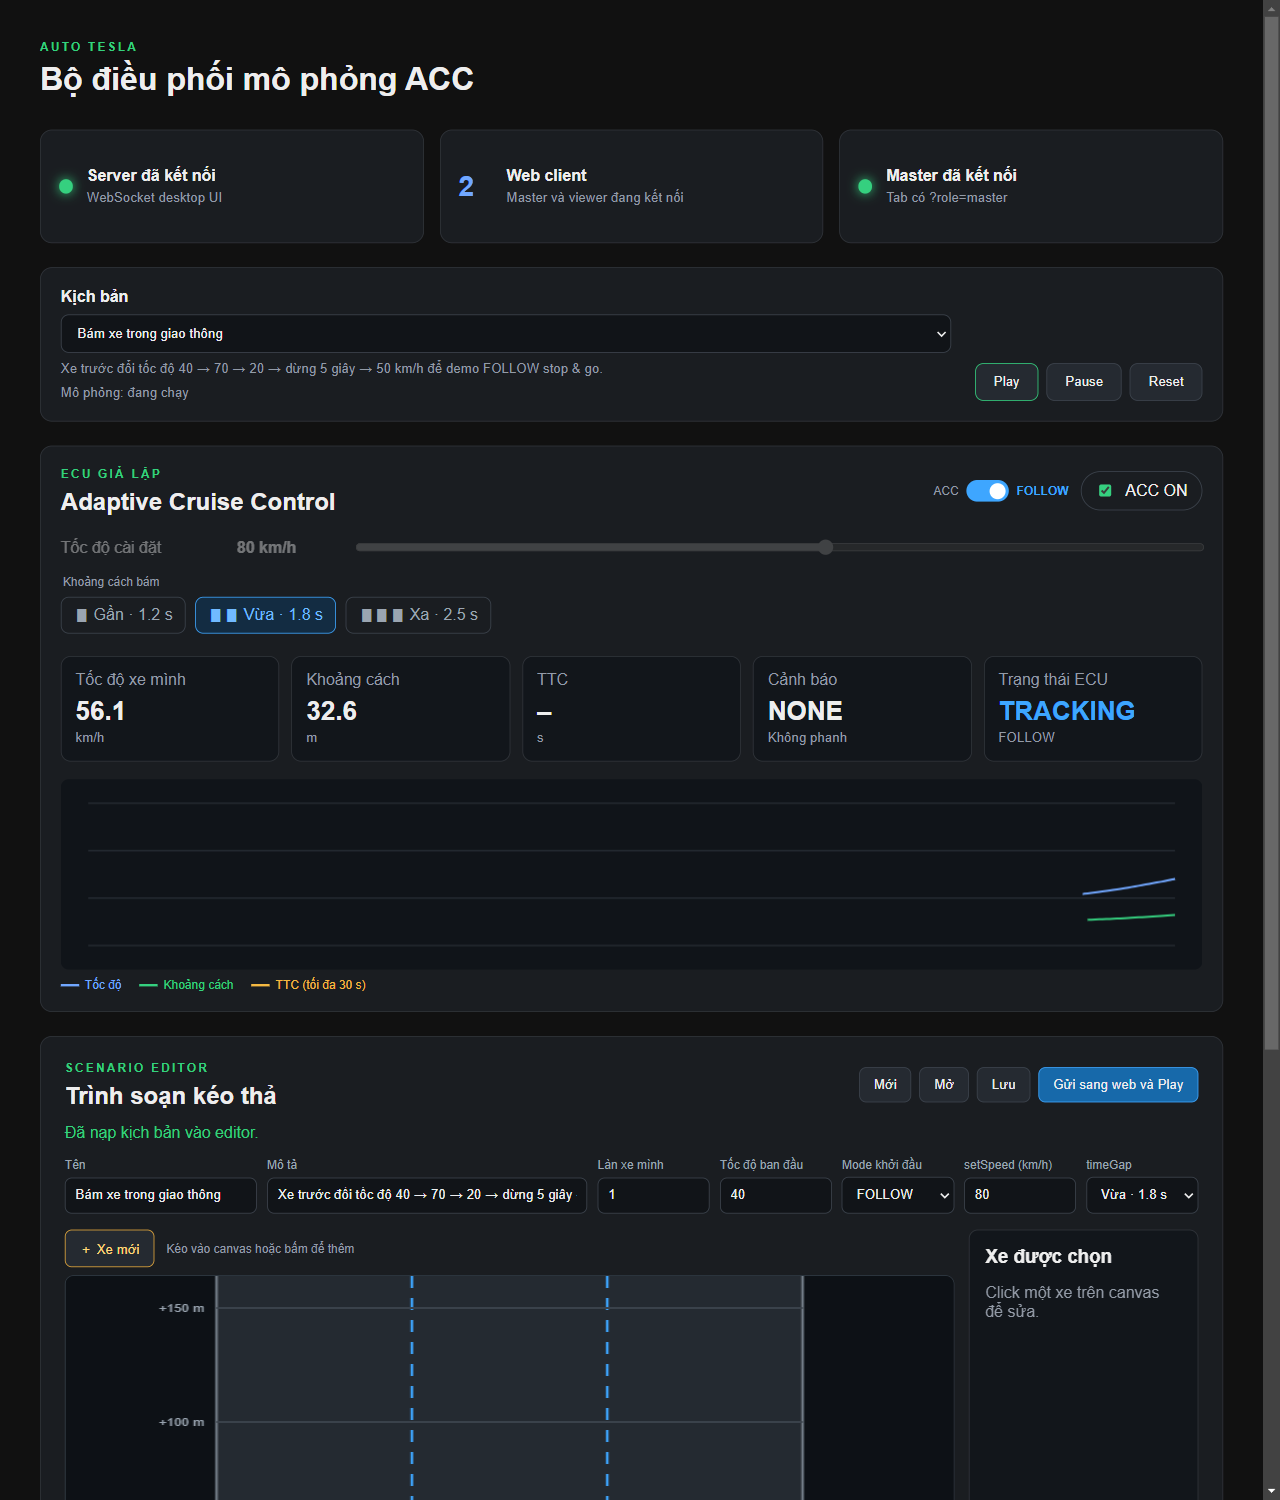 AUTO TESLA
Bộ điều phối mô phỏng ACC
Server đã kết nối
WebSocket desktop UI
2
Web client
Master và viewer đang kết nối
Master đã kết nối
Tab có ?role=master
Kịch bản
Bám xe trong giao thông
Xe trước đổi tốc độ 40 → 70 → 20 → dừng 5 giây → 50 km/h để demo FOLLOW stop & go.
Mô phỏng: đang chạy
Play
Pause
Reset
ECU GIẢ LẬP
Adaptive Cruise Control
ACC
FOLLOW
ACC ON
Tốc độ cài đặt
80 km/h
Khoảng cách bám
Gần · 1.2 s
Vừa · 1.8 s
Xa · 2.5 s
Tốc độ xe mình
56.1
km/h
Khoảng cách
32.6
m
TTC
–
s
Cảnh báo
NONE
Không phanh
Trạng thái ECU
TRACKING
FOLLOW
Tốc độ
Khoảng cách
TTC (tối đa 30 s)
SCENARIO EDITOR
Trình soạn kéo thả
Mới
Mở
Lưu
Gửi sang web và Play
Đã nạp kịch bản vào editor.
Tên
Mô tả
Làn xe mình
Tốc độ ban đầu
Mode khởi đầu
setSpeed (km/h)
timeGap
Bám xe trong giao thông
Xe trước đổi tốc độ 40 → 70 → 20 → dừng 5 giây
1
40
FOLLOW
80
Vừa · 1.8 s
+ Xe mới
Kéo vào canvas hoặc bấm để thêm
Xe được chọn
Click một xe trên canvas
để sửa.
+150 m
+100 m